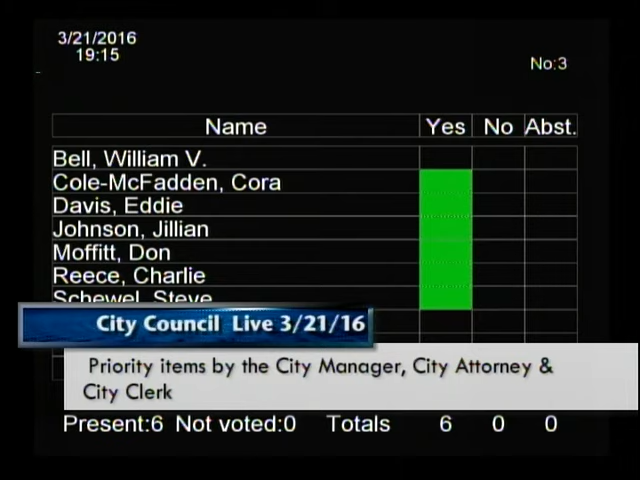 3/21/2016
19:15
No:3
Name Yes No Abst.
Bell, William V.
Cole-McFadden, Cora
Davis, Eddie
Johnson, Jillian
Moffitt, Don
Reece, Charlie
Schewel, Steve
City Council Live 3/21/16
Priority items by the City Manager, City Attorney &
City Clerk
Present:6 Not voted:0 Totals 6 0 0